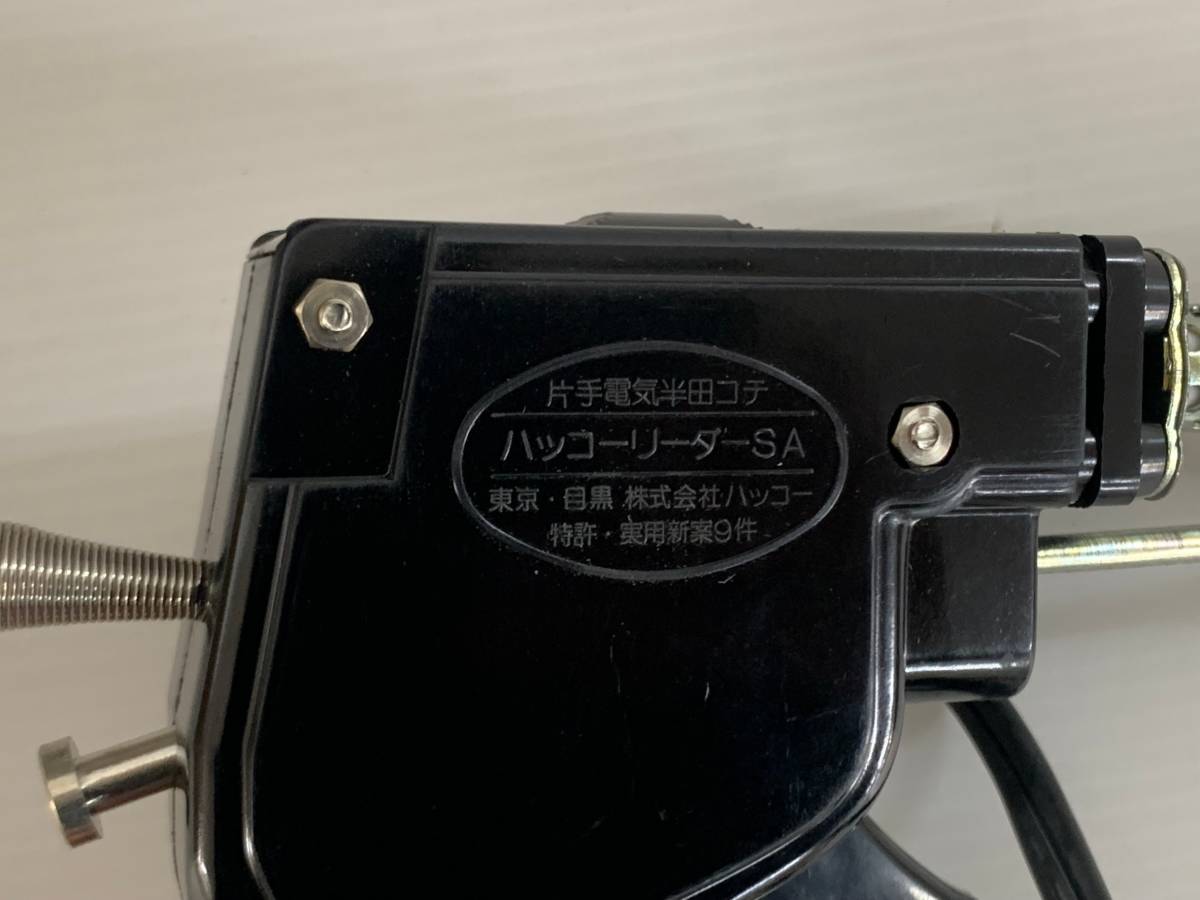 片手電気半田コテ
ハッコーリーダーSA
東京・目黒 株式会社ハッコー
特許・実用新案9件